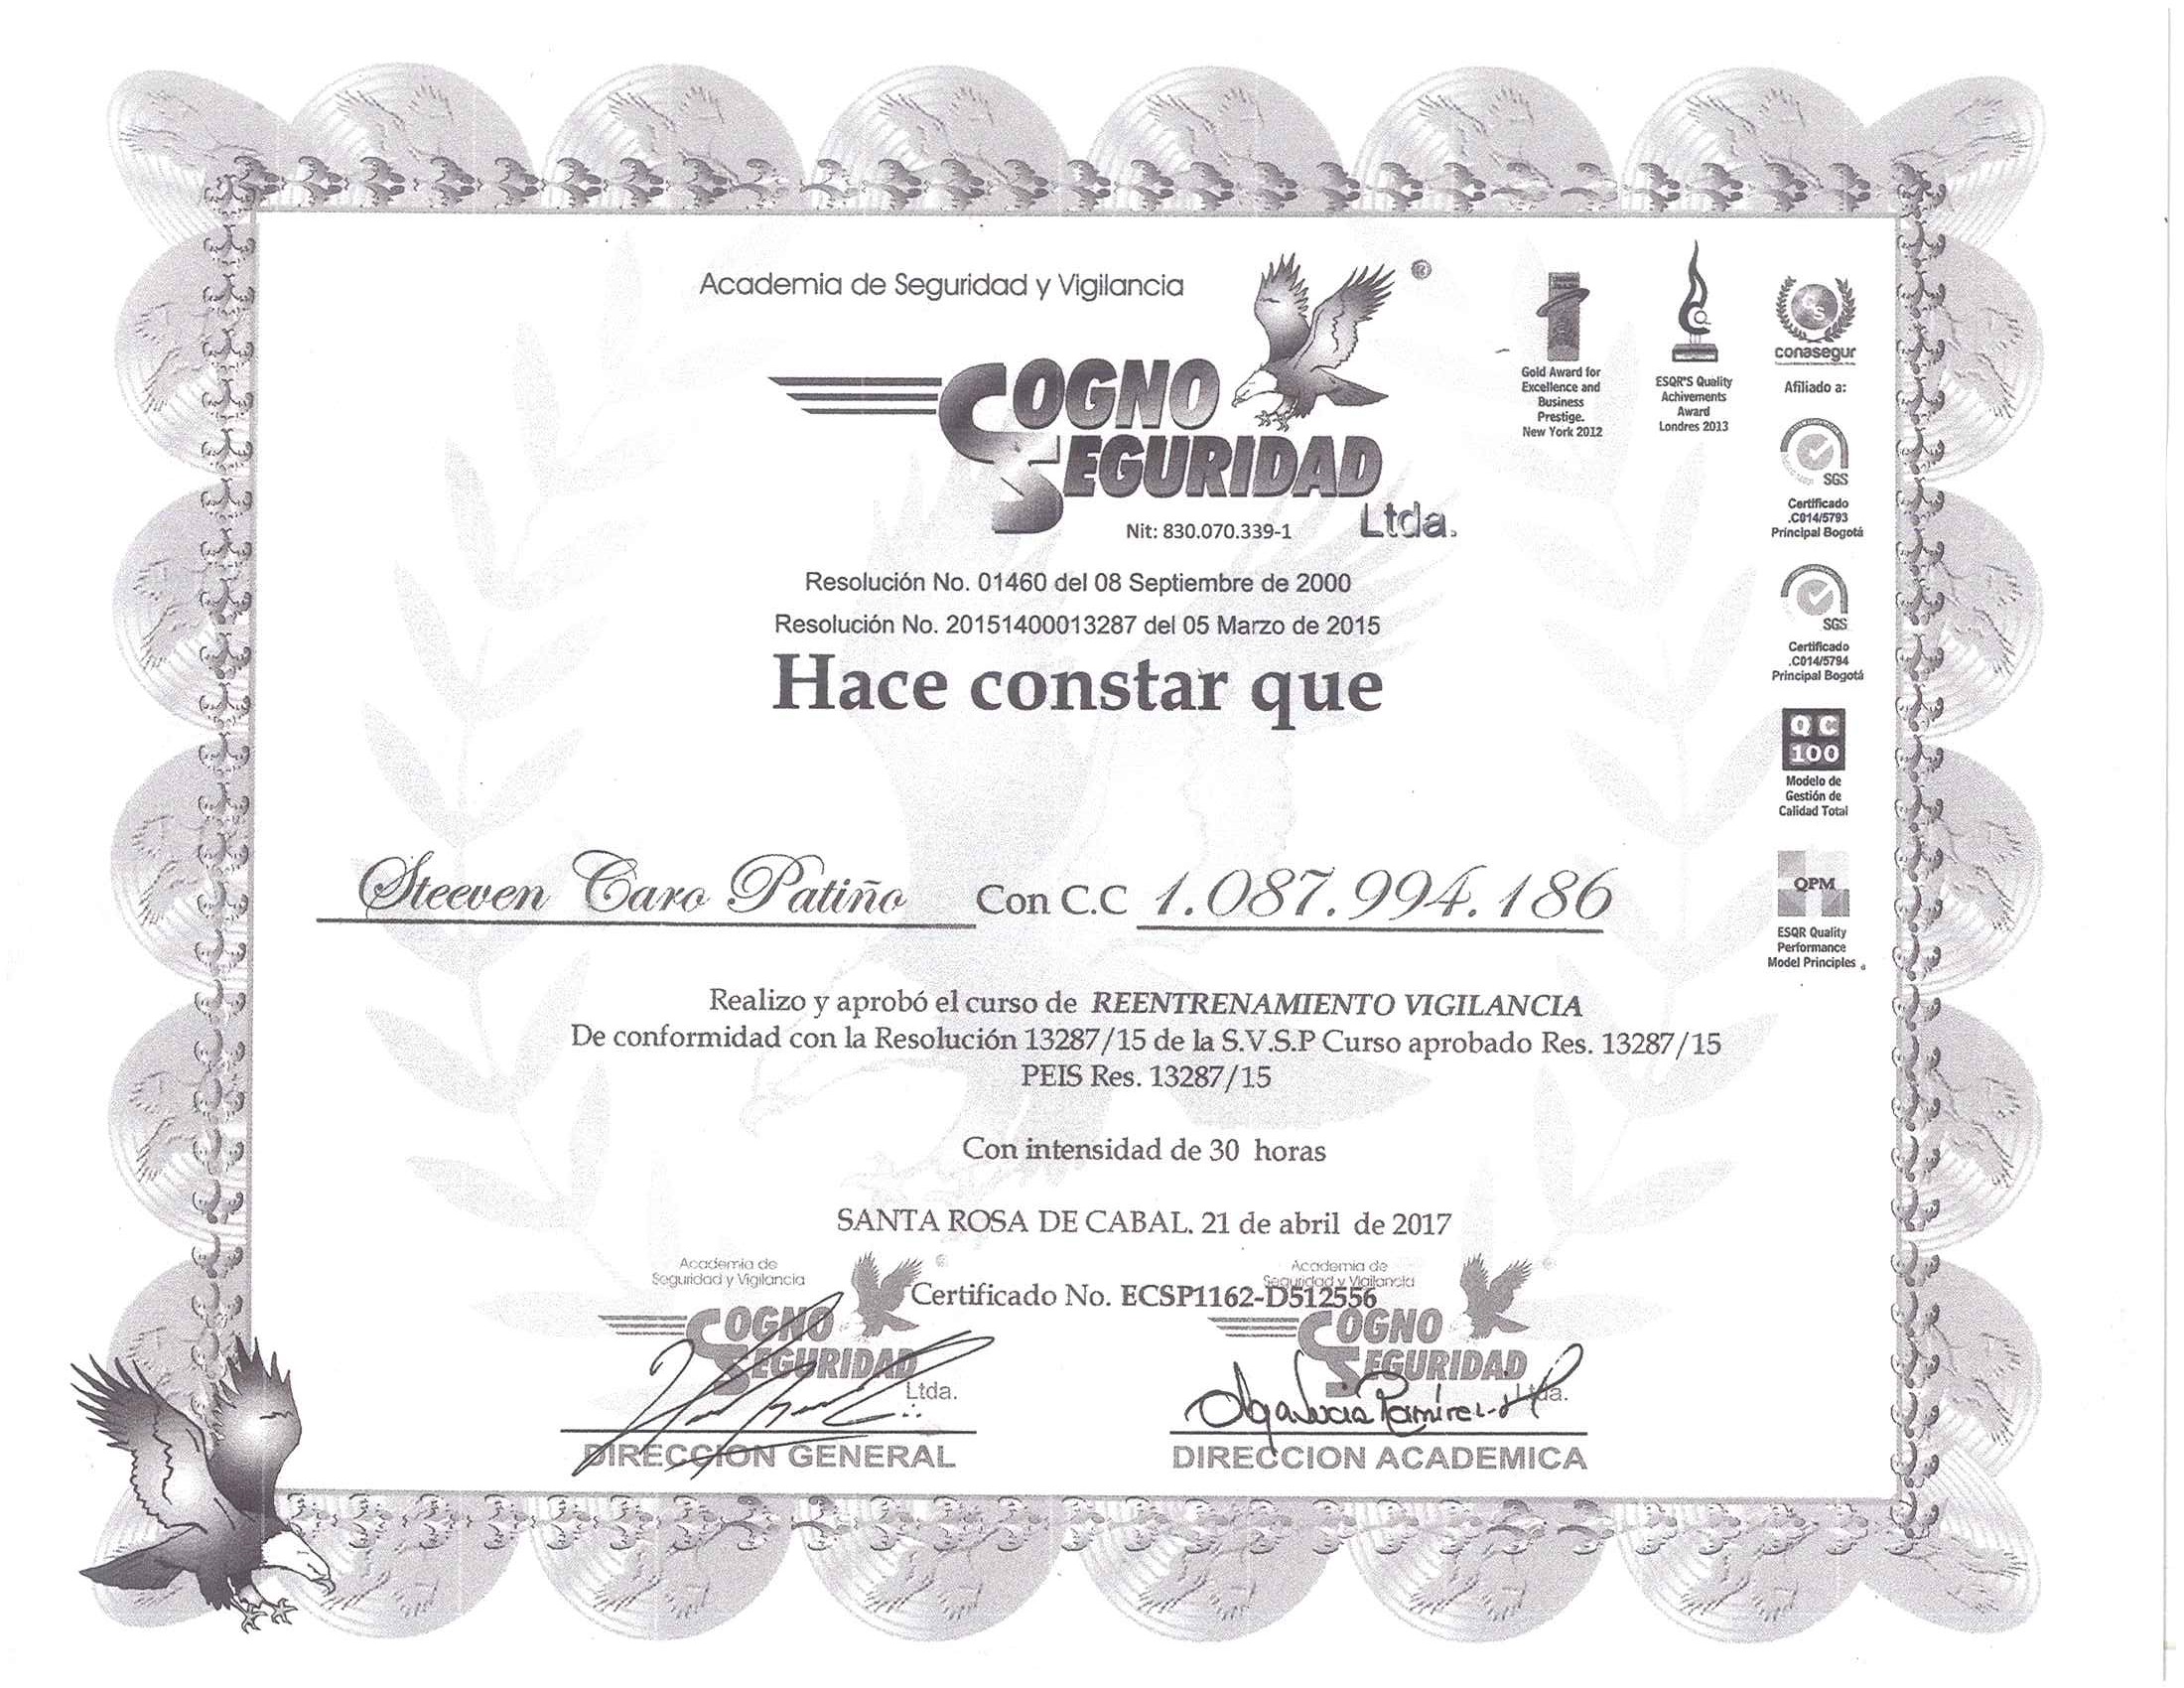 Academia de Seguridad y Vigilancia
®
COGNO
SEGURIDAD
Ltda.
Nit: 830.070.339-1
Resolución No. 01460 del 08 Septiembre de 2000
Resolución No. 20151400013287 del 05 Marzo de 2015
Hace constar que
Gold Award for
Excellence and
Business
Prestige.
New York 2012
ESQR'S Quality
Achivements
Award
Londres 2013
conasegur
Afiliado a:
SGS
Certificado
.C014/5793
Principal Bogotá
SGS
Certificado
.C014/5794
Principal Bogotá
QC
100
Modelo de
Gestión de
Calidad Total
QPM
ESQR Quality
Performance
Model Principles
Steeven Caro Patiño Con C.C 1.087.994.186
Realizo y aprobó el curso de REENTRENAMIENTO VIGILANCIA
De conformidad con la Resolución 13287/15 de la S.V.S.P Curso aprobado Res. 13287/15
PEIS Res. 13287/15
Con intensidad de 30 horas
SANTA ROSA DE CABAL. 21 de abril de 2017
Certificado No. ECSP1162-D512556
Academia de
Seguridad y Vigilancia
COGNO
SEGURIDAD
Ltda.
DIRECCION GENERAL
Academia de
Seguridad y Vigilancia
COGNO
SEGURIDAD
Ltda.
Olga Lucia Ramirez
DIRECCION ACADEMICA